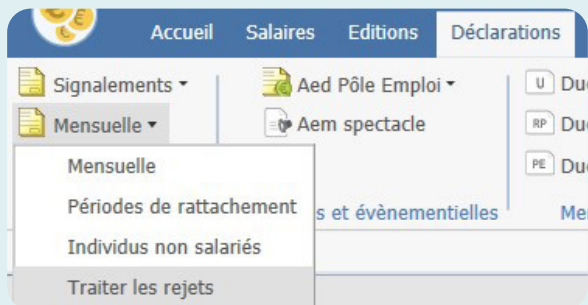 Accueil Salaires Editions Déclarations
Signalements Aed Pôle Emploi U
Mensuelle Aem spectacle RP
PE
Mensuelle
Périodes de rattachement s et évènementielles
Individus non salariés
Traiter les rejets